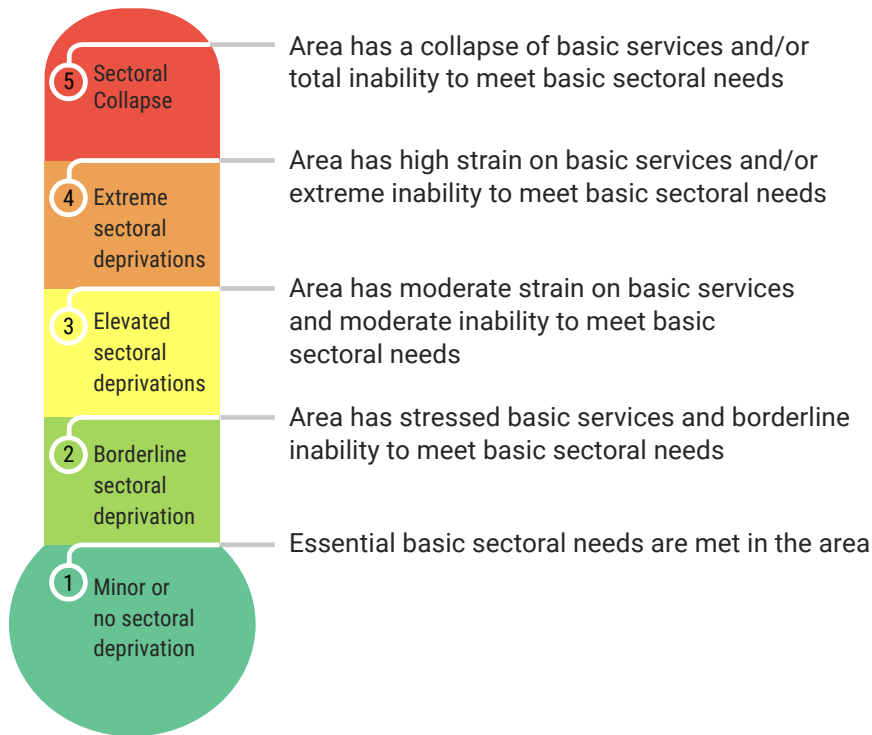 5
Sectoral
Collapse
Area has a collapse of basic services and/or
total inability to meet basic sectoral needs
4
Extreme
sectoral
deprivations
Area has high strain on basic services and/or
extreme inability to meet basic sectoral needs
3
Elevated
sectoral
deprivations
Area has moderate strain on basic services
and moderate inability to meet basic
sectoral needs
2
Borderline
sectoral
deprivation
Area has stressed basic services and borderline
inability to meet basic sectoral needs
1
Minor or
no sectoral
deprivation
Essential basic sectoral needs are met in the area